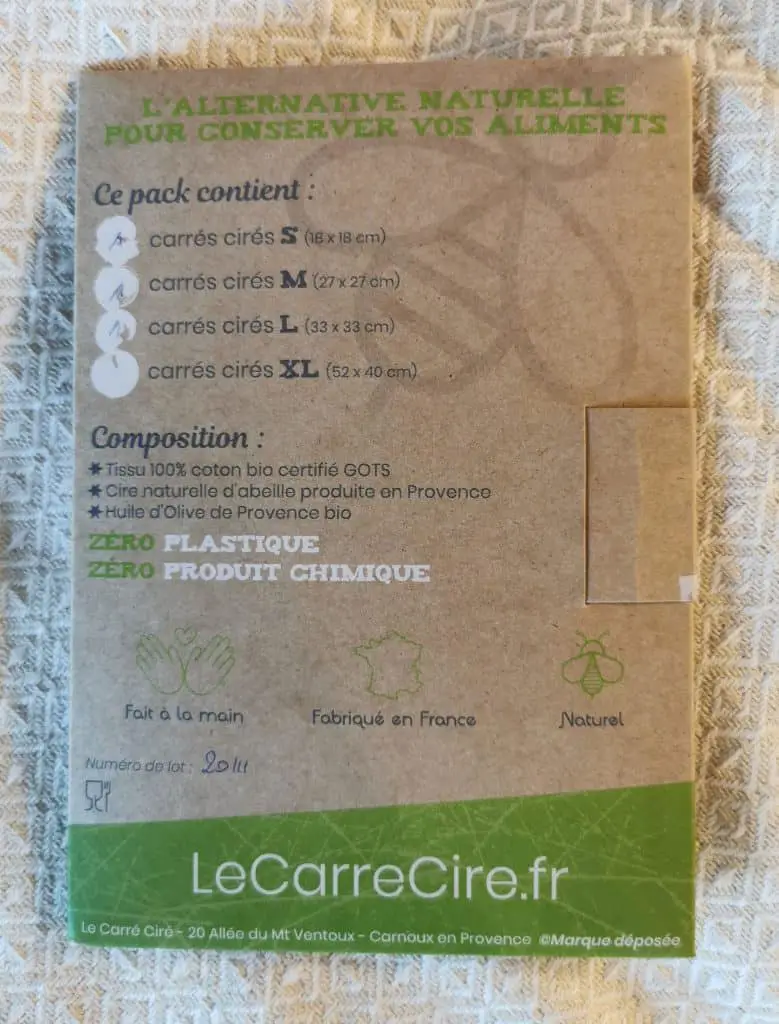 L'ALTERNATIVE NATURELLE
POUR CONSERVER VOS ALIMENTS
Ce pack contient :
1 carrés cirés S (18 x 18 cm)
1 carrés cirés M (27 x 27 cm)
1 carrés cirés L (33 x 33 cm)
carrés cirés XL (52 x 40 cm)
Composition :
* Tissu 100% coton bio certifié GOTS
* Cire naturelle d'abeille produite en Provence
* Huile d'Olive de Provence bio
ZÉRO PLASTIQUE
ZÉRO PRODUIT CHIMIQUE
Fait à la main
Fabriqué en France
Naturel
Numéro de lot : 2011
LeCarreCire.fr
Le Carré Ciré - 20 Allée du Mt Ventoux - Carnoux en Provence ©Marque déposée